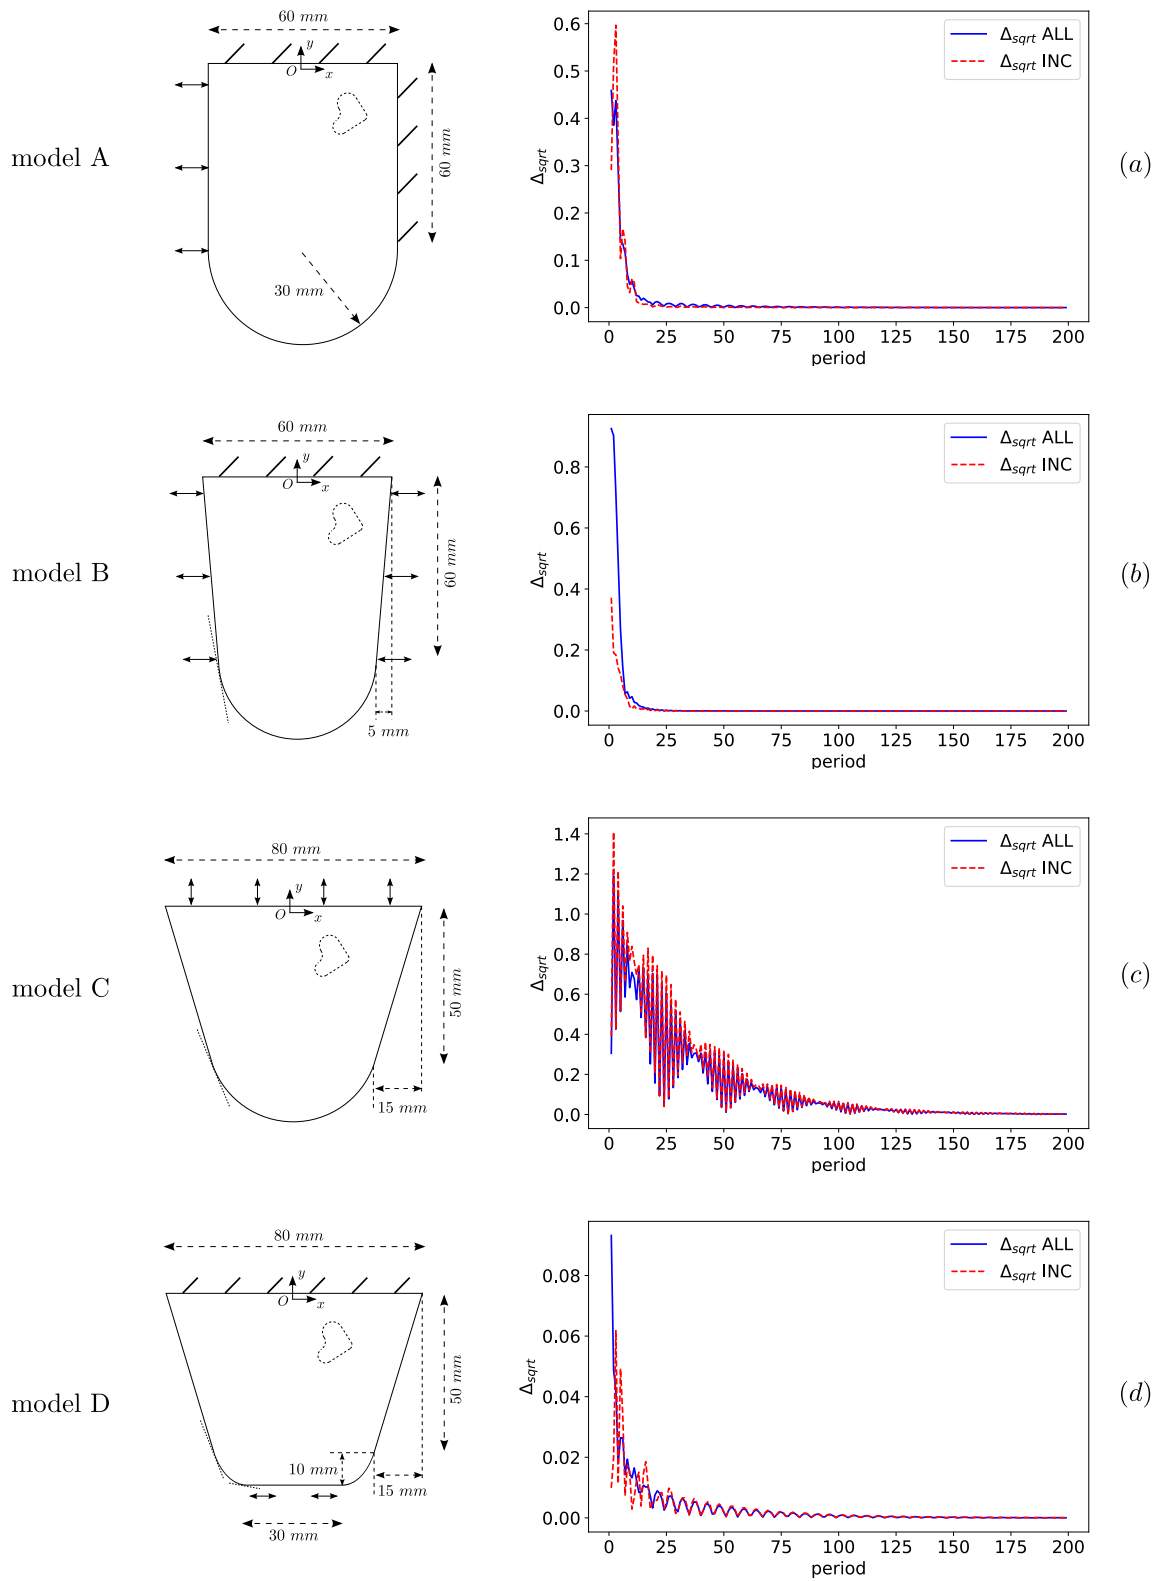 model A
60 mm
y
O
x
60 mm
30 mm
0.6
0.5
0.4
0.3
0.2
0.1
0.0
Δsqrt
Δsqrt ALL
Δsqrt INC
0 25 50 75 100 125 150 175 200
period
(a)
model B
60 mm
y
O
x
60 mm
5 mm
0.8
0.6
0.4
0.2
0.0
Δsqrt
Δsqrt ALL
Δsqrt INC
0 25 50 75 100 125 150 175 200
period
(b)
model C
80 mm
y
O
x
50 mm
15 mm
1.4
1.2
1.0
0.8
0.6
0.4
0.2
0.0
Δsqrt
Δsqrt ALL
Δsqrt INC
0 25 50 75 100 125 150 175 200
period
(c)
model D
80 mm
y
O
x
50 mm
10 mm
15 mm
30 mm
0.08
0.06
0.04
0.02
0.00
Δsqrt
Δsqrt ALL
Δsqrt INC
0 25 50 75 100 125 150 175 200
period
(d)